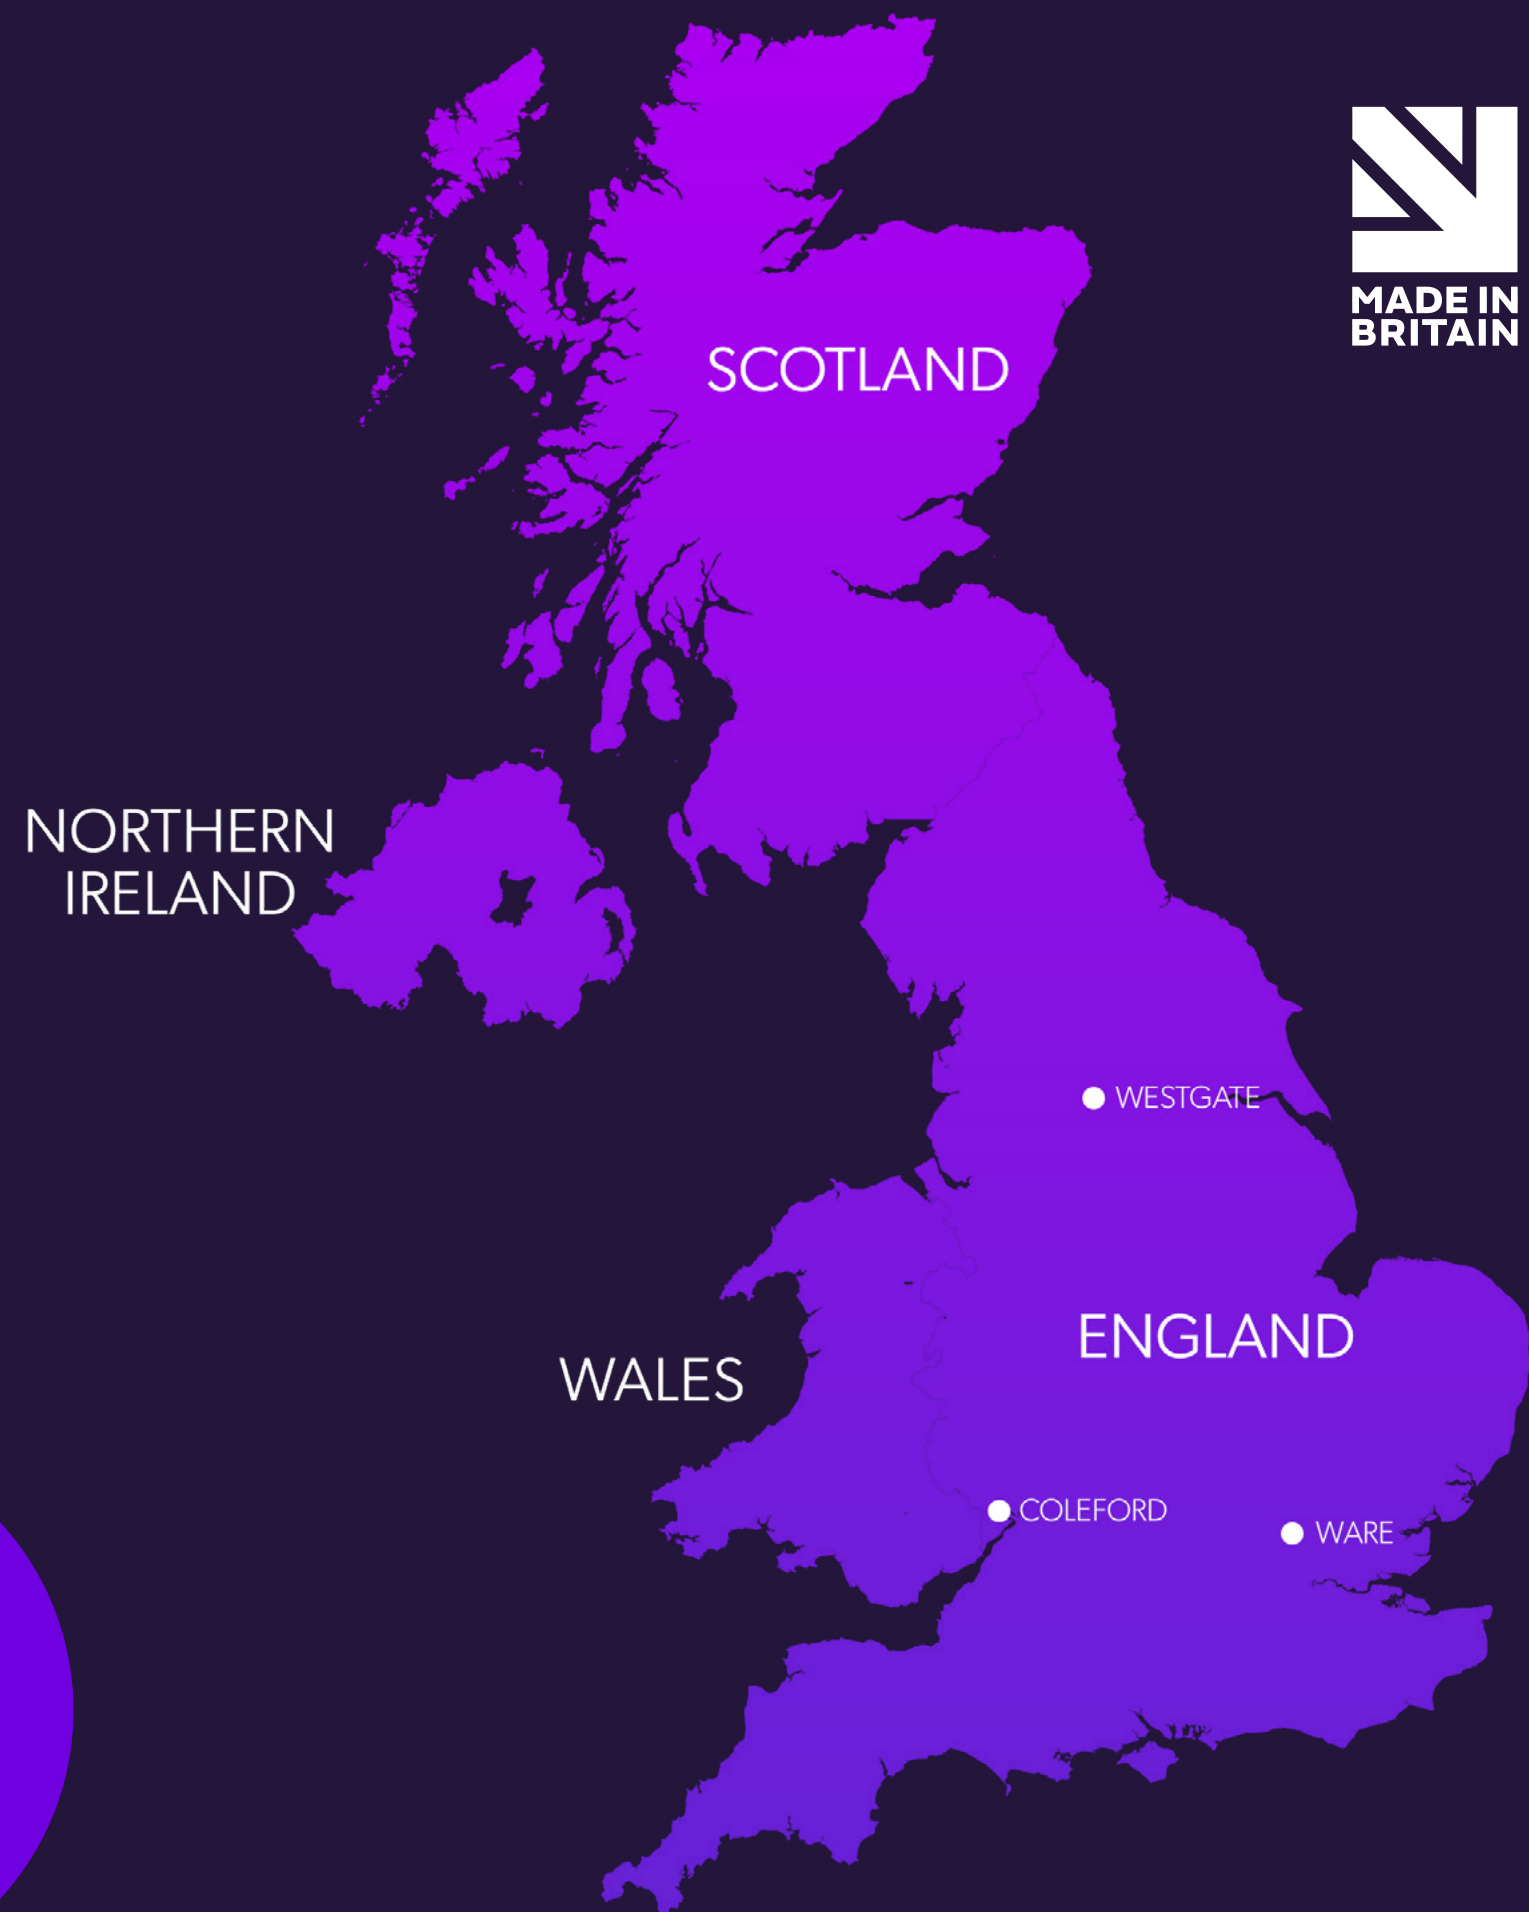 MADE IN
BRITAIN
SCOTLAND
NORTHERN
IRELAND
WESTGATE
ENGLAND
WALES
COLEFORD
WARE